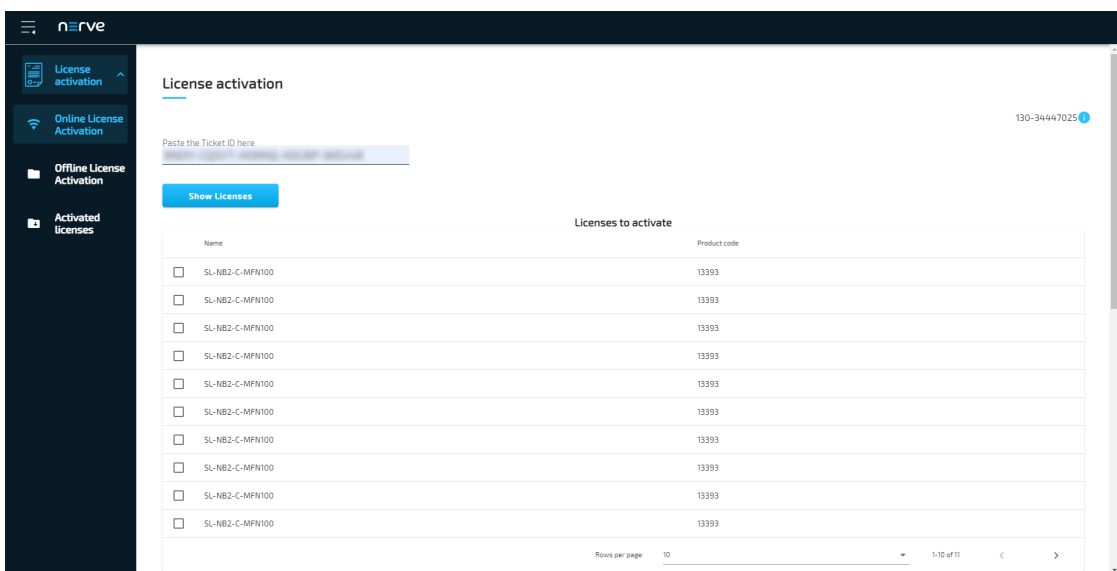 nerve
License
activation
Online License
Activation
Offline License
Activation
Activated
licenses
License activation
130-34447025
Paste the Ticket ID here
Show Licenses
Licenses to activate
Name Product code
SL-NB2-C-MFN100 13393
SL-NB2-C-MFN100 13393
SL-NB2-C-MFN100 13393
SL-NB2-C-MFN100 13393
SL-NB2-C-MFN100 13393
SL-NB2-C-MFN100 13393
SL-NB2-C-MFN100 13393
SL-NB2-C-MFN100 13393
SL-NB2-C-MFN100 13393
SL-NB2-C-MFN100 13393
Rows per page: 10 1-10 of 11